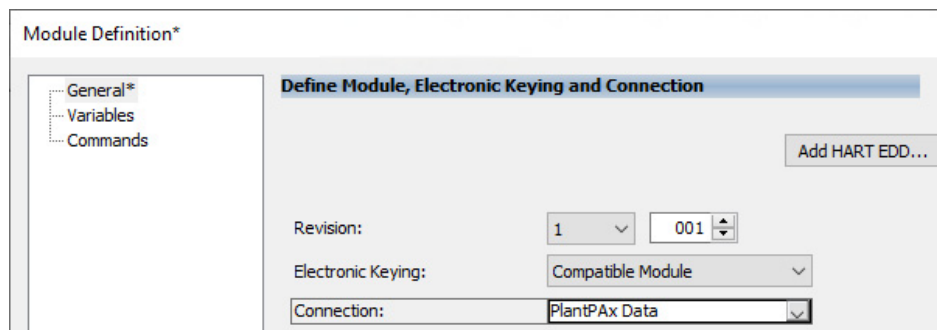 Module Definition*
General*
Variables
Commands
Define Module, Electronic Keying and Connection
Add HART EDD...
Revision: 1 001
Electronic Keying: Compatible Module
Connection: PlantPAx Data